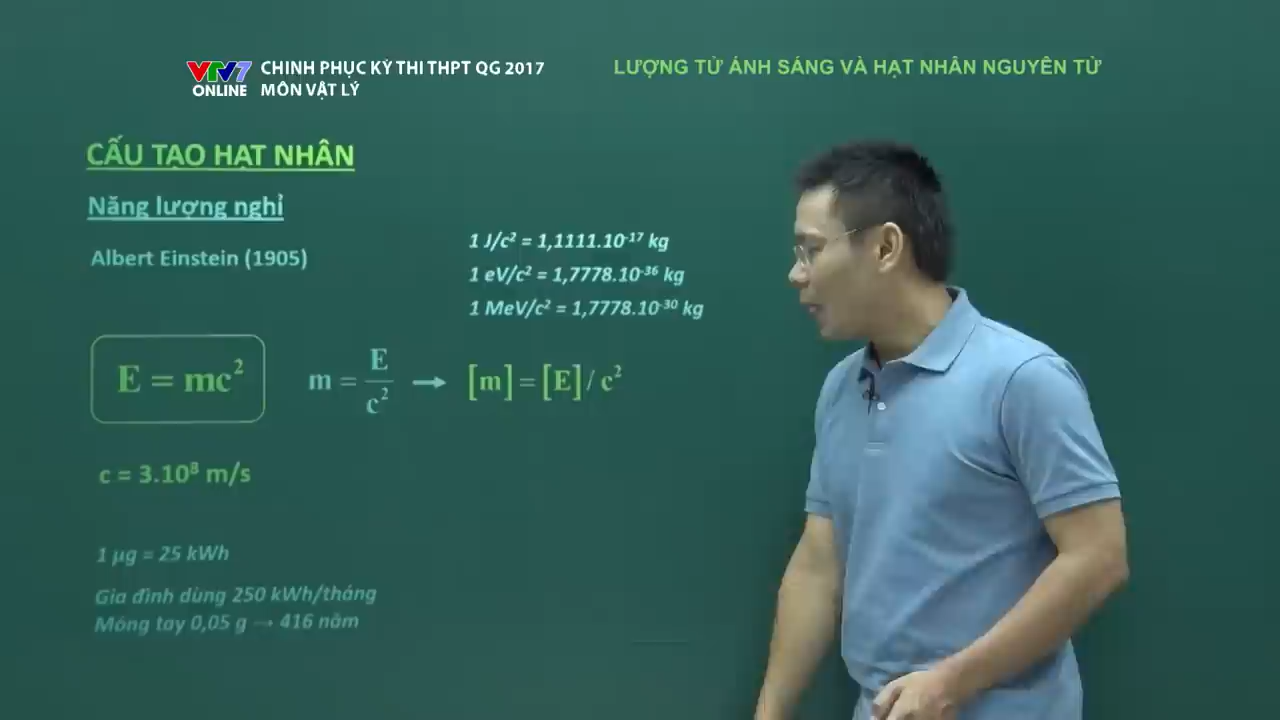 VTV7
ONLINE
CHINH PHỤC KỲ THI THPT QG 2017
MÔN VẬT LÝ
LƯỢNG TỬ ÁNH SÁNG VÀ HẠT NHÂN NGUYÊN TỬ
CẤU TẠO HẠT NHÂN
Năng lượng nghỉ
Albert Einstein (1905)
1 J/c² = 1,1111.10⁻¹⁷ kg
1 eV/c² = 1,7778.10⁻³⁶ kg
1 MeV/c² = 1,7778.10⁻³⁰ kg
E = mc² m = E/c² → [m] = [E] / c²
c = 3.10⁸ m/s
1 µg = 25 kWh
Gia đình dùng 250 kWh/tháng
Móng tay 0,05 g → 416 năm